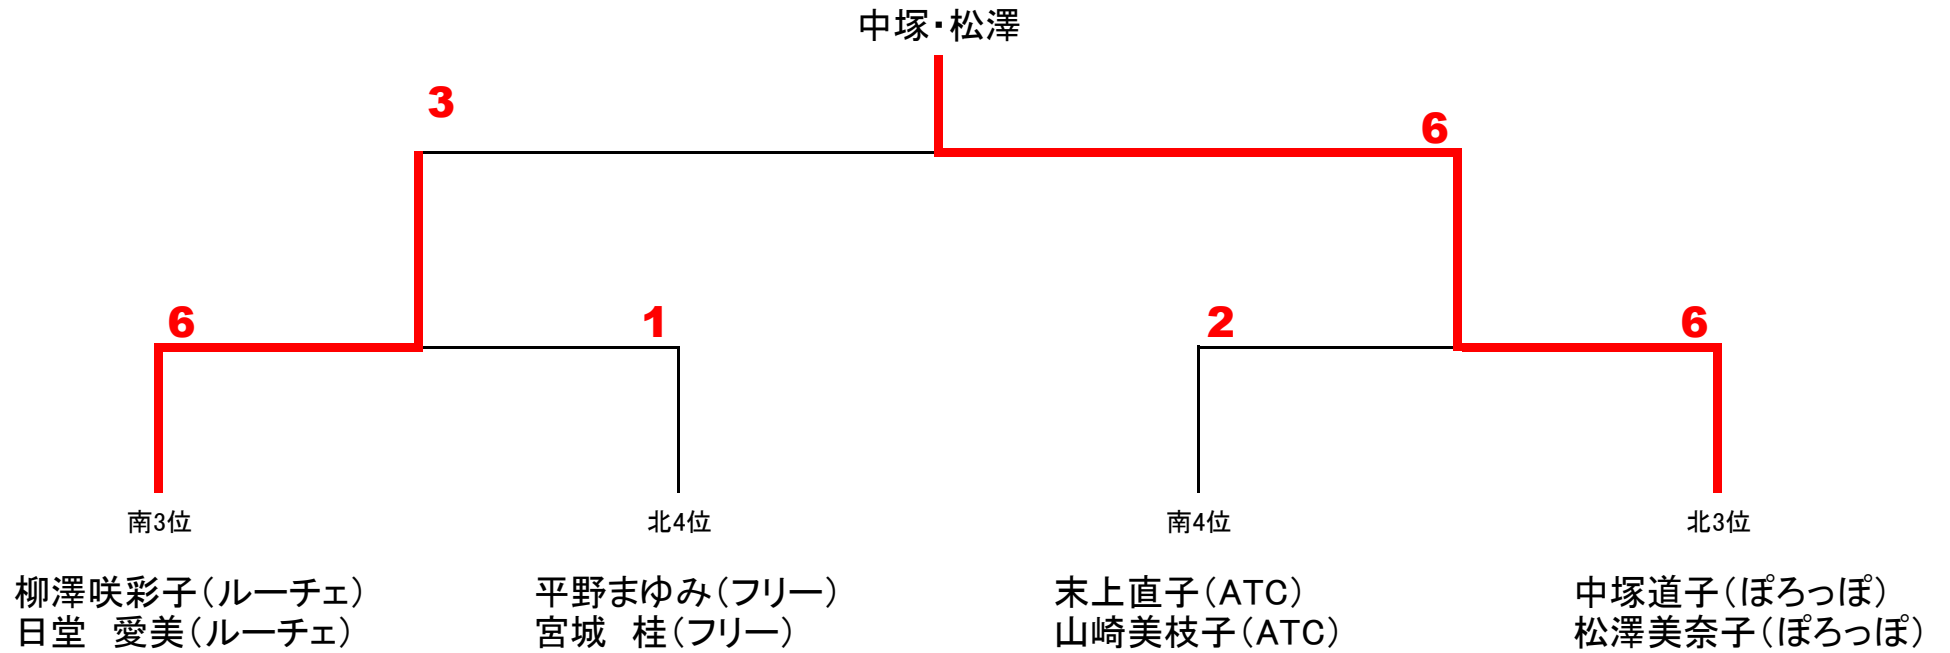 中塚・松澤
3
6
6
1
2
6
南3位
北4位
南4位
北3位
柳澤咲彩子（ルーチェ）
日堂　愛美（ルーチェ）
平野まゆみ（フリー）
宮城　桂（フリー）
末上直子（ATC）
山崎美枝子（ATC）
中塚道子（ぽろっぽ）
松澤美奈子（ぽろっぽ）